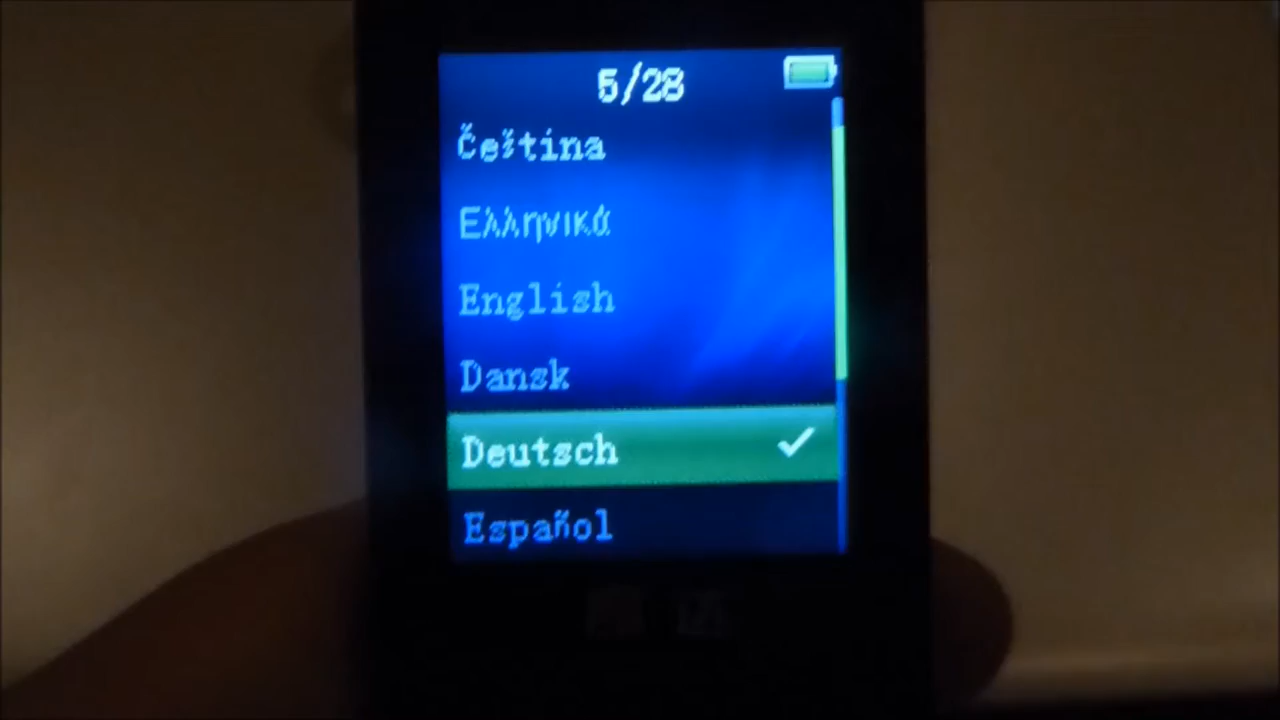 5/28
Čeština
Ελληνικά
English
Dansk
Deutsch
Español